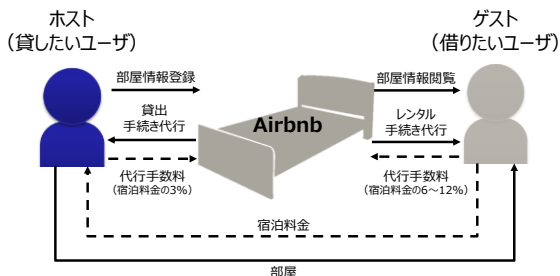 ホスト
（貸したいユーザ）
ゲスト
（借りたいユーザ）
部屋情報登録
貸出
手続き代行
代行手数料
（宿泊料金の3%）
Airbnb
部屋情報閲覧
レンタル
手続き代行
代行手数料
（宿泊料金の6～12%）
宿泊料金
部屋